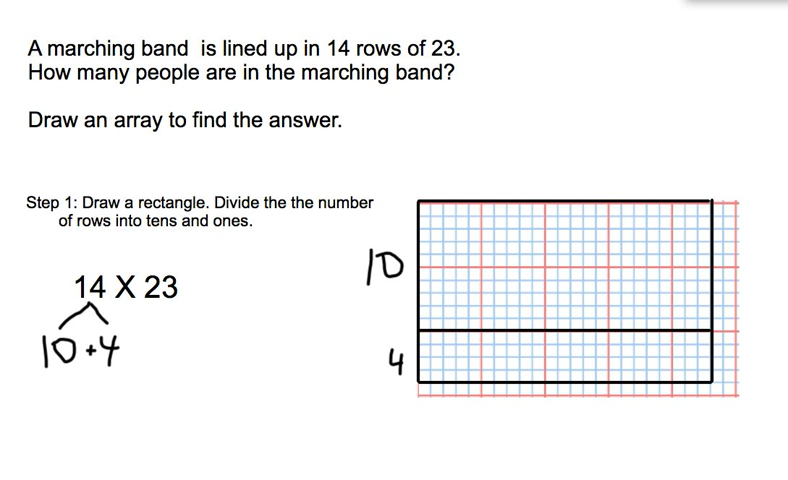 A marching band is lined up in 14 rows of 23.
How many people are in the marching band?
Draw an array to find the answer.
Step 1: Draw a rectangle. Divide the the number
of rows into tens and ones.
14 X 23
10+4
10
4